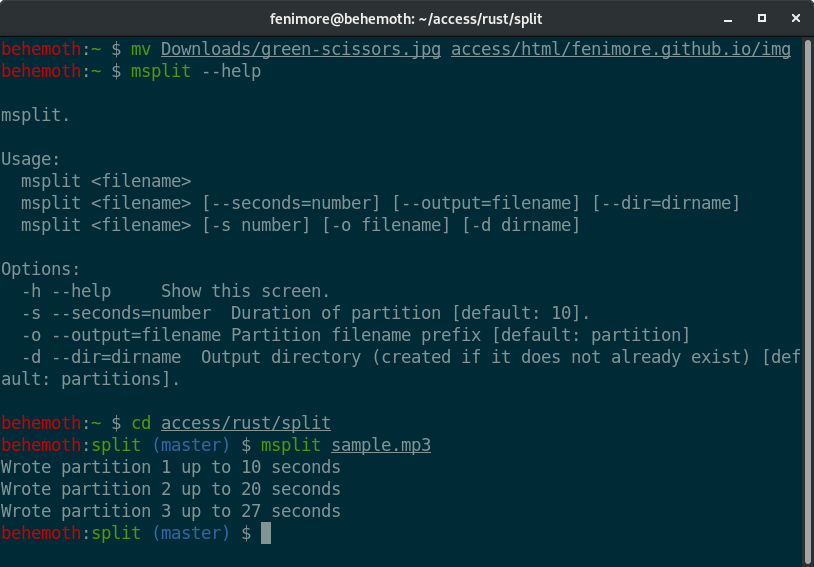 fenimore@behemoth: ~/access/rust/split
behemoth:~ $ mv Downloads/green-scissors.jpg access/html/fenimore.github.io/img
behemoth:~ $ msplit --help
msplit.
Usage:
  msplit <filename>
  msplit <filename> [--seconds=number] [--output=filename] [--dir=dirname]
  msplit <filename> [-s number] [-o filename] [-d dirname]
Options:
  -h --help     Show this screen.
  -s --seconds=number  Duration of partition [default: 10].
  -o --output=filename Partition filename prefix [default: partition]
  -d --dir=dirname  Output directory (created if it does not already exist) [def
ault: partitions].
behemoth:~ $ cd access/rust/split
behemoth:split (master) $ msplit sample.mp3
Wrote partition 1 up to 10 seconds
Wrote partition 2 up to 20 seconds
Wrote partition 3 up to 27 seconds
behemoth:split (master) $